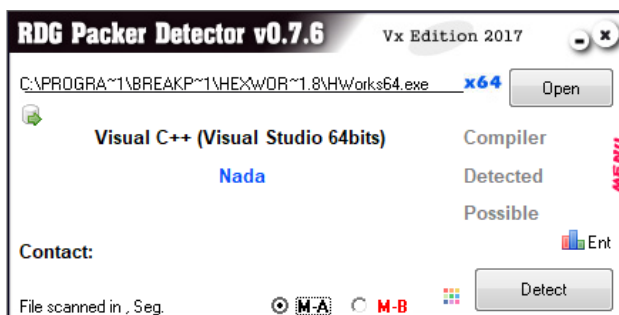 RDG Packer Detector v0.7.6 Vx Edition 2017
C:\PROGRA~1\BREAKP~1\HEXWOR~1.8\HWorks64.exe x64 Open
Visual C++ (Visual Studio 64bits) Compiler
Nada Detected
Possible
MENU
Ent
Contact:
File scanned in , Seg. M-A M-B Detect